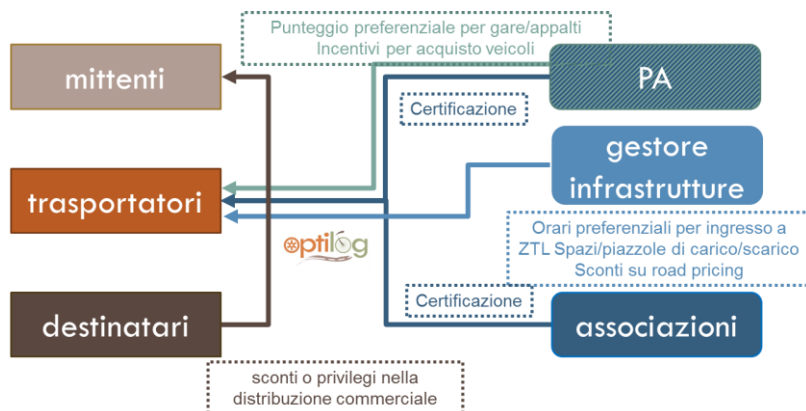 Punteggio preferenziale per gare/appalti
Incentivi per acquisto veicoli
mittenti
PA
Certificazione
gestore
infrastrutture
trasportatori
Orari preferenziali per ingresso a
ZTL Spazi/piazzole di carico/scarico
Sconti su road pricing
optilog
Certificazione
destinatari
associazioni
sconti o privilegi nella
distribuzione commerciale